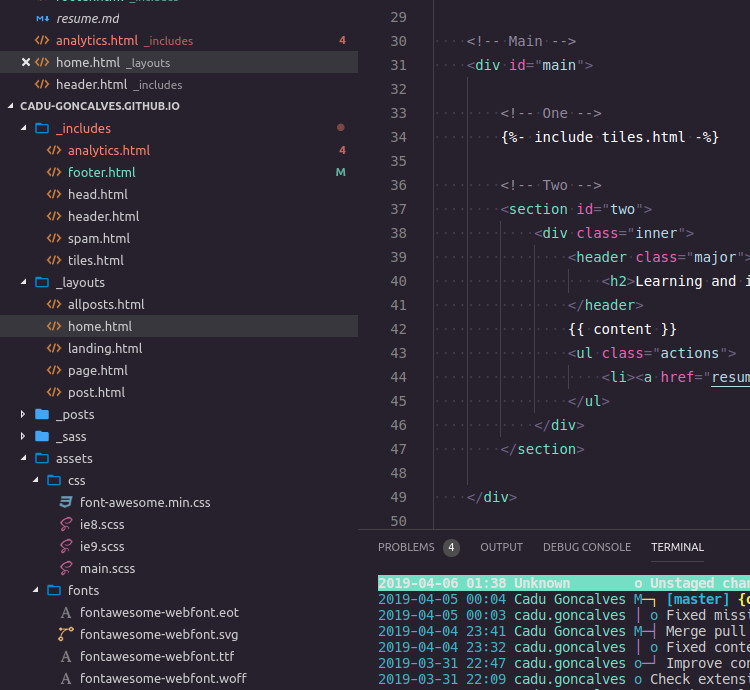 resume.md
analytics.html _includes 4
home.html _layouts
header.html _includes
CADU-GONCALVES.GITHUB.IO
_includes
analytics.html 4
footer.html M
head.html
header.html
spam.html
tiles.html
_layouts
allposts.html
home.html
landing.html
page.html
post.html
_posts
_sass
assets
css
font-awesome.min.css
ie8.scss
ie9.scss
main.scss
fonts
fontawesome-webfont.eot
fontawesome-webfont.svg
fontawesome-webfont.ttf
fontawesome-webfont.woff
29
30 <!-- Main -->
31 <div id="main">
32
33 <!-- One -->
34 {%- include tiles.html -%}
35
36 <!-- Two -->
37 <section id="two">
38 <div class="inner">
39 <header class="major">
40 <h2>Learning and i
41 </header>
42 {{ content }}
43 <ul class="actions">
44 <li><a href="resum
45 </ul>
46 </div>
47 </section>
48
49 </div>
50
PROBLEMS 4 OUTPUT DEBUG CONSOLE TERMINAL
2019-04-06 01:38 Unknown o Unstaged chan
2019-04-05 00:04 Cadu Goncalves M─┐ [master] {o
2019-04-05 00:03 cadu.goncalves │ o Fixed missi
2019-04-04 23:41 Cadu Goncalves M─┤ Merge pull
2019-04-04 23:32 cadu.goncalves │ o Fixed conte
2019-03-31 22:47 cadu.goncalves o─┘ Improve con
2019-03-31 22:09 cadu.goncalves o Check extens